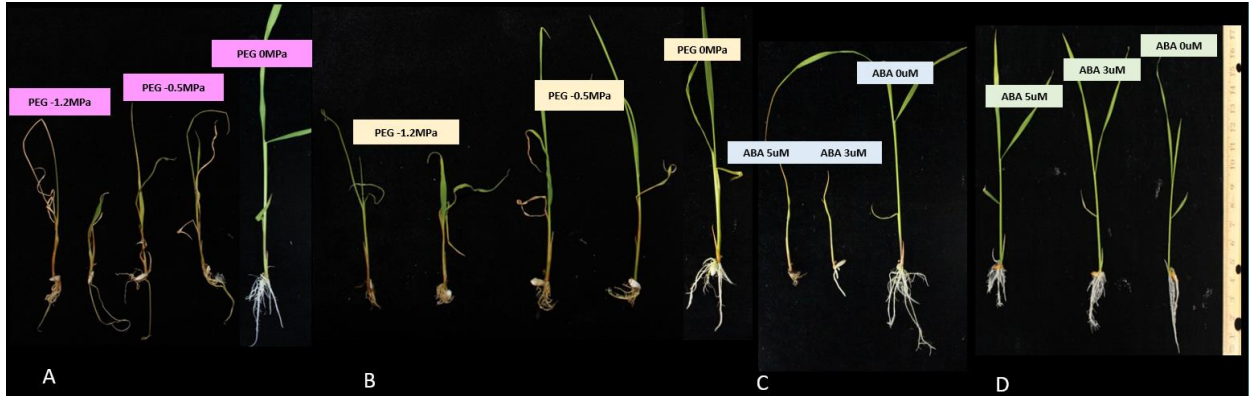 PEG -1.2MPa
PEG -0.5MPa
PEG 0MPa
PEG -1.2MPa
PEG -0.5MPa
PEG 0MPa
ABA 5uM
ABA 3uM
ABA 0uM
ABA 5uM
ABA 3uM
ABA 0uM
A
B
C
D